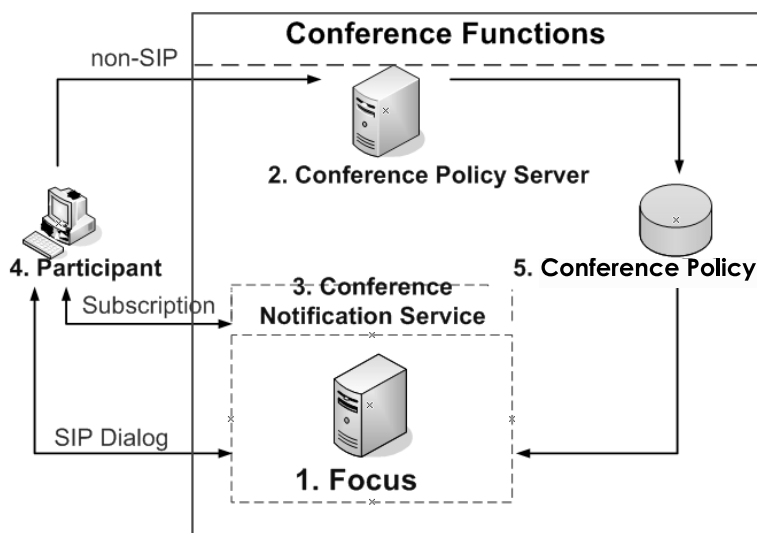 Conference Functions
non-SIP
2. Conference Policy Server
4. Participant
5. Conference Policy
3. Conference
Notification Service
Subscription
SIP Dialog
1. Focus